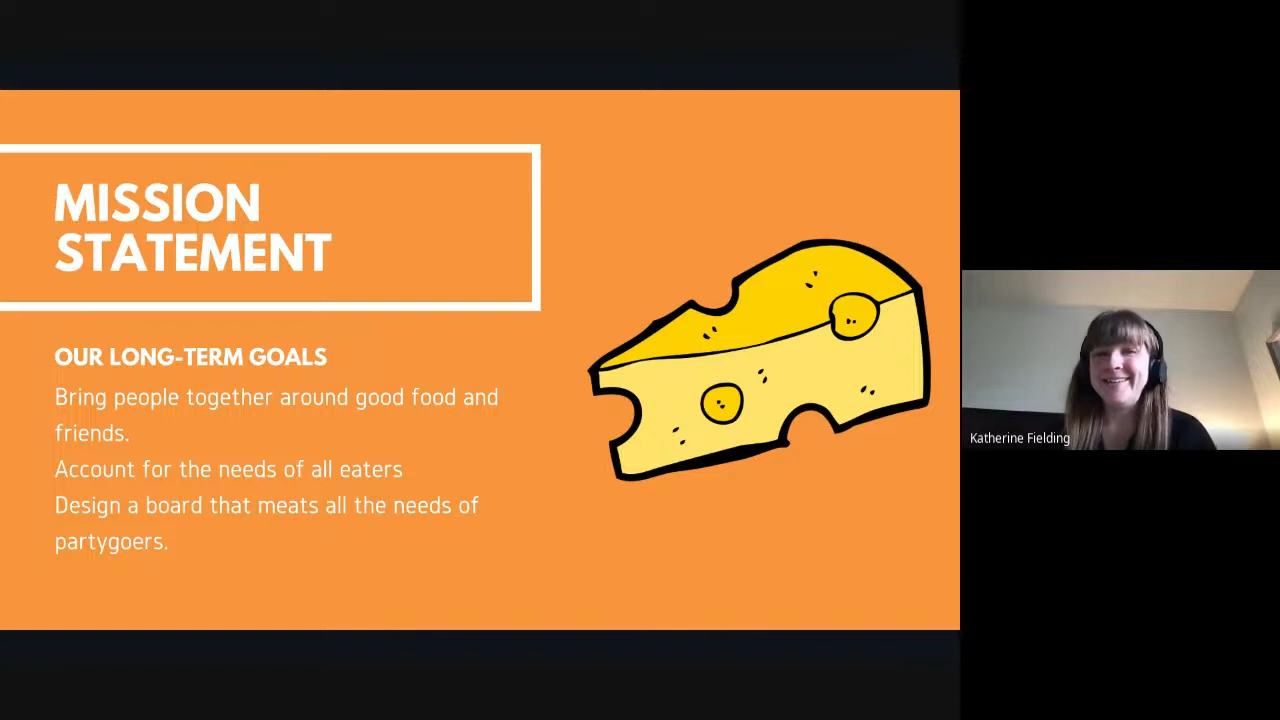 MISSION
STATEMENT
OUR LONG-TERM GOALS
Bring people together around good food and
friends.
Account for the needs of all eaters
Design a board that meats all the needs of
partygoers.
Katherine Fielding